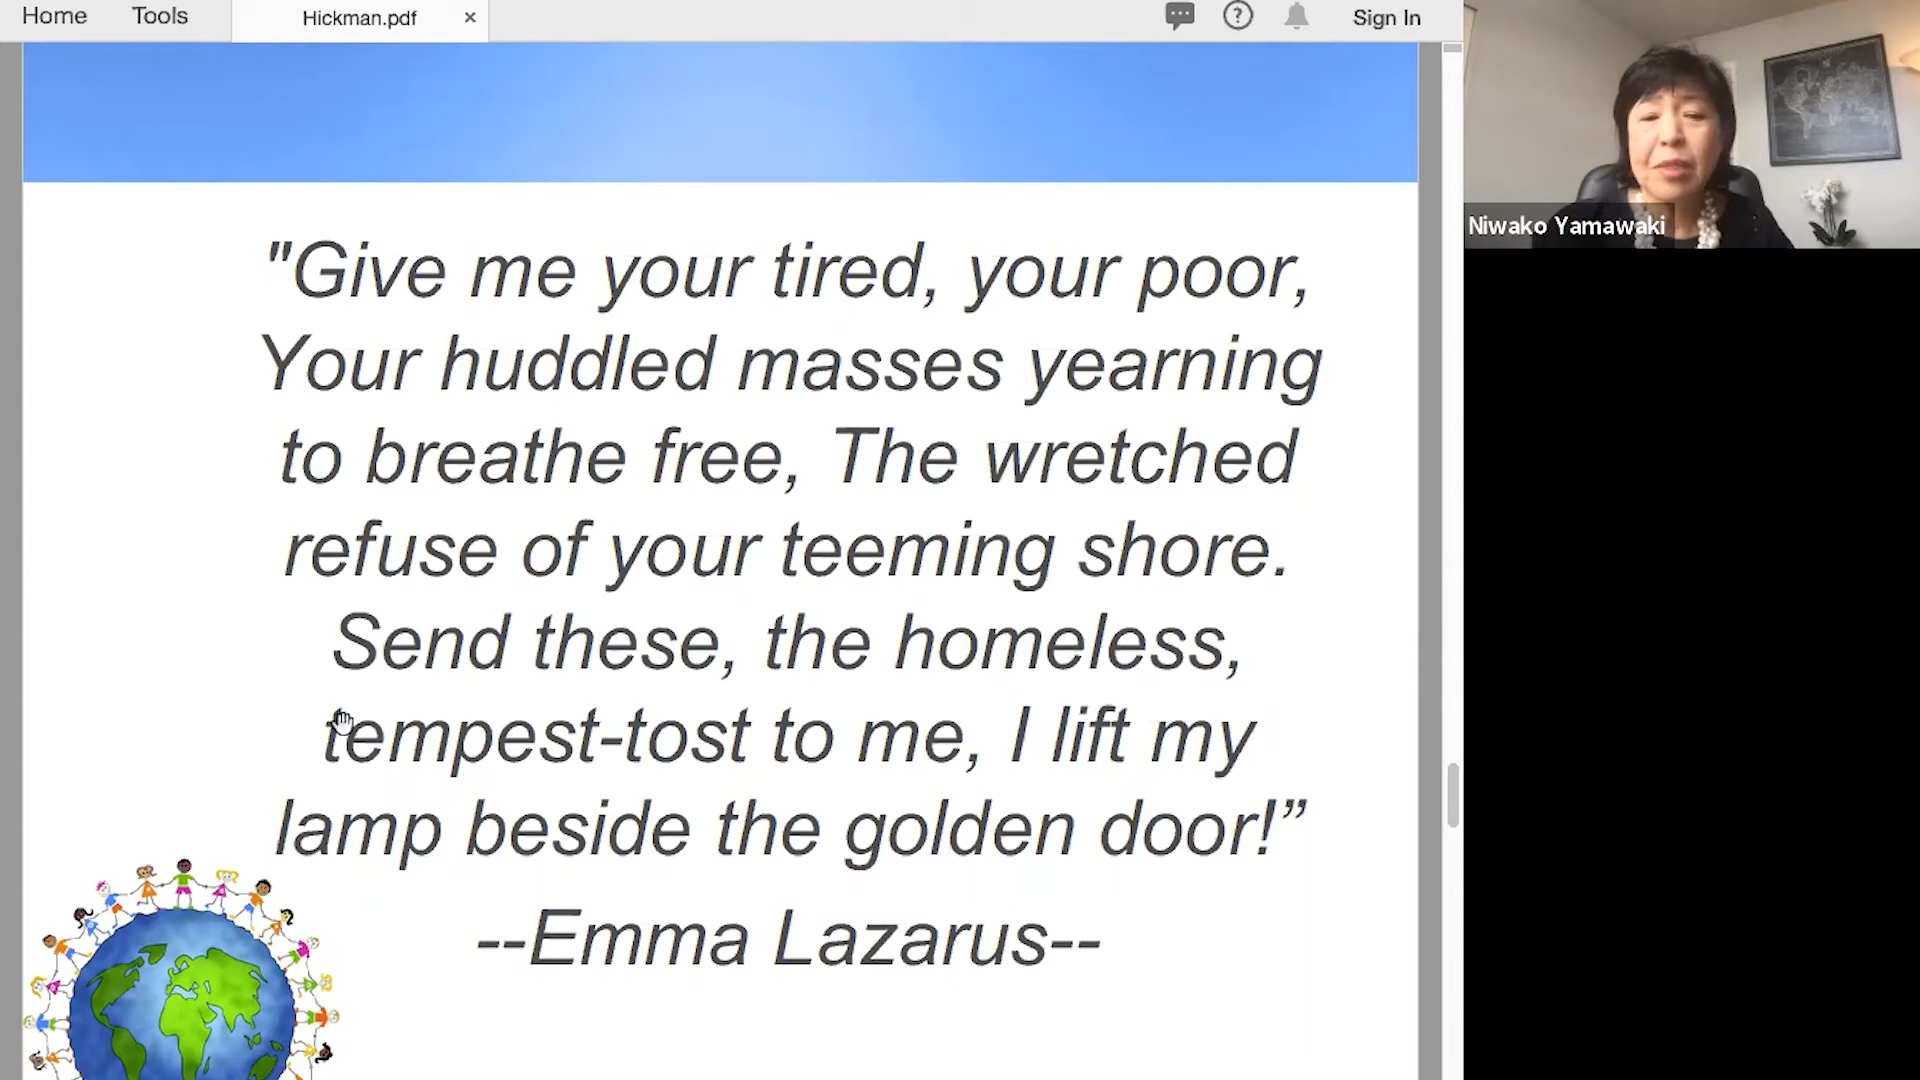 Home Tools Hickman.pdf × ? Sign In
"Give me your tired, your poor,
Your huddled masses yearning
to breathe free, The wretched
refuse of your teeming shore.
Send these, the homeless,
tempest-tost to me, I lift my
lamp beside the golden door!”
--Emma Lazarus--
Niwako Yamawaki